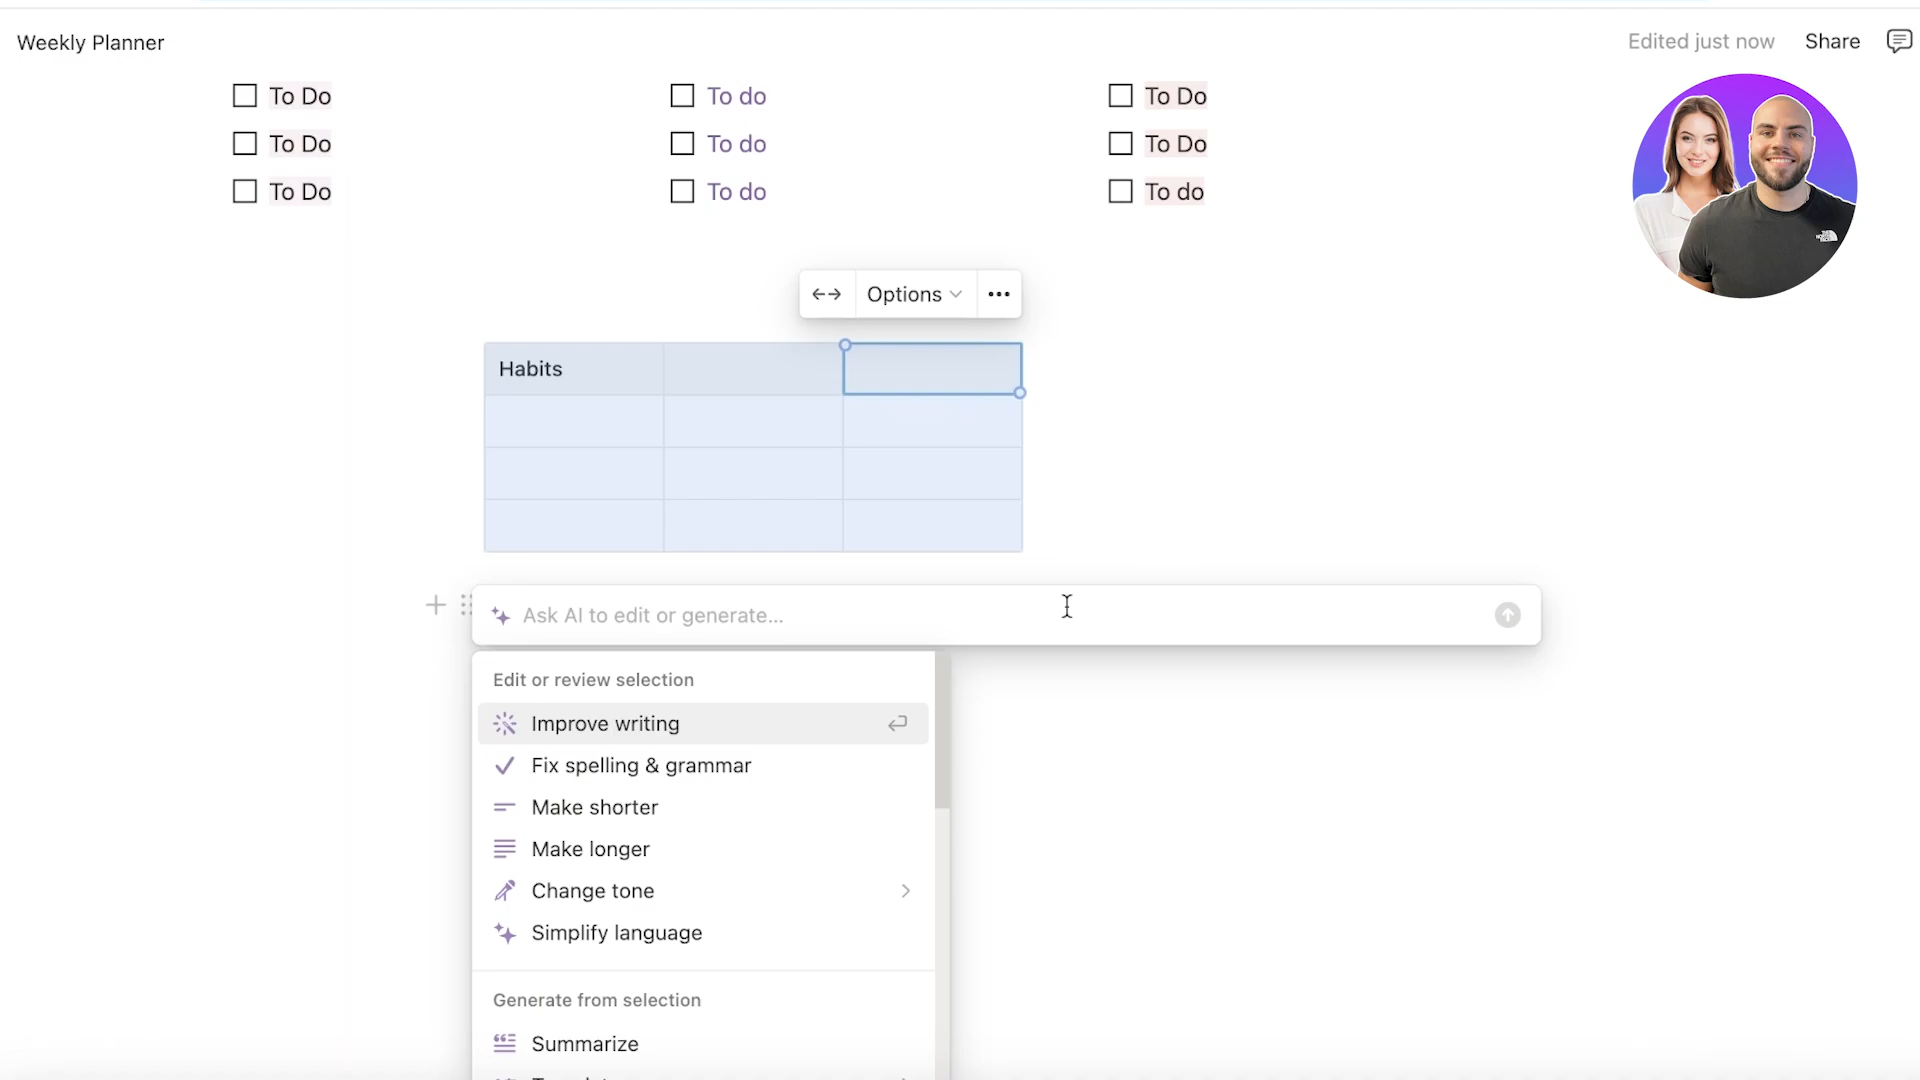 Weekly Planner
Edited just now
Share
To Do
To do
To Do
To Do
To do
To Do
To Do
To do
To do
Options
Habits
Ask AI to edit or generate...
Edit or review selection
Improve writing
Fix spelling & grammar
Make shorter
Make longer
Change tone
Simplify language
Generate from selection
Summarize